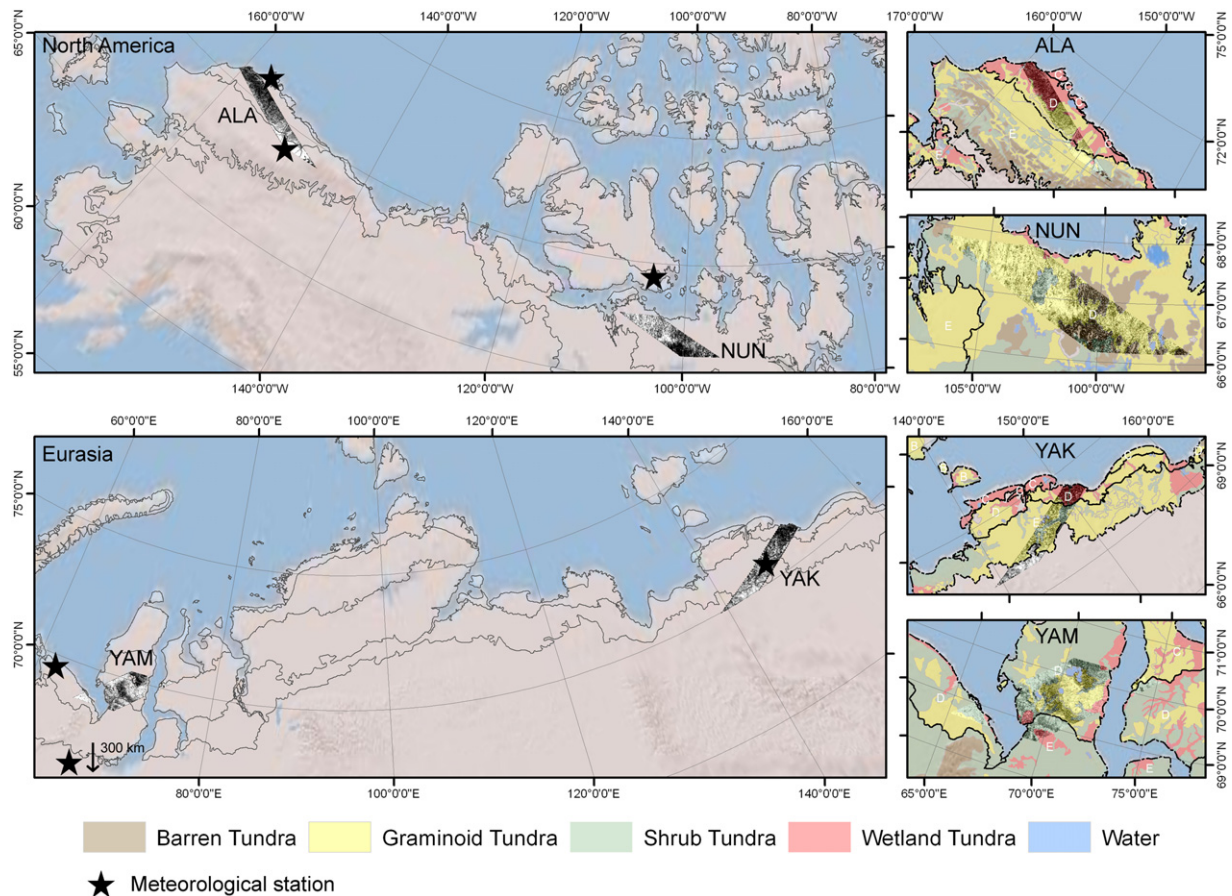 160°0'0"W 120°0'0"W 100°0'0"W 80°0'0"W
65°0'0"N
60°0'0"N
55°0'0"N
North America
ALA
NUN
140°0'0"W 120°0'0"W 100°0'0"W 80°0'0"W
170°0'0"W 160°0'0"W 150°0'0"W
ALA
75°0'0"N
72°0'0"N
C
C
D
E
E
NUN
C
D
E
68°0'0"N
67°0'0"N
66°0'0"N
105°0'0"W 100°0'0"W
60°0'0"E 80°0'0"E 100°0'0"E 120°0'0"E 140°0'0"E 160°0'0"E
75°0'0"N
70°0'0"N
Eurasia
YAK
YAM
300 km
80°0'0"E 100°0'0"E 120°0'0"E 140°0'0"E
140°0'0"E 150°0'0"E 160°0'0"E
YAK
B
B
C
D
69°0'0"N
66°0'0"N
YAM
C
D
D
D
E
E
71°0'0"N
70°0'0"N
69°0'0"N
65°0'0"E 70°0'0"E 75°0'0"E
Barren Tundra Graminoid Tundra Shrub Tundra Wetland Tundra Water
Meteorological station